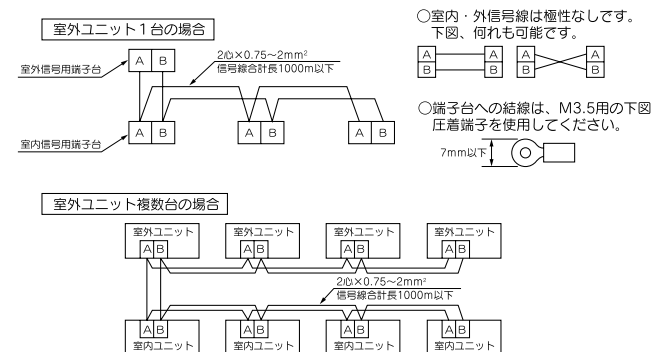 室外ユニット1台の場合
A B
室外信号用端子台
2心×0.75~2mm²
信号線合計長1000m以下
室内信号用端子台
A B
A B
A B
○室内・外信号線は極性なしです。
下図、何れも可能です。
A A A A
B B B B
○端子台への結線は、M3.5用の下図
圧着端子を使用してください。
7mm以下
室外ユニット複数台の場合
室外ユニット 室外ユニット 室外ユニット 室外ユニット
A B A B A B A B
2心×0.75~2mm²
信号線合計長1000m以下
A B A B A B A B
室内ユニット 室内ユニット 室内ユニット 室内ユニット